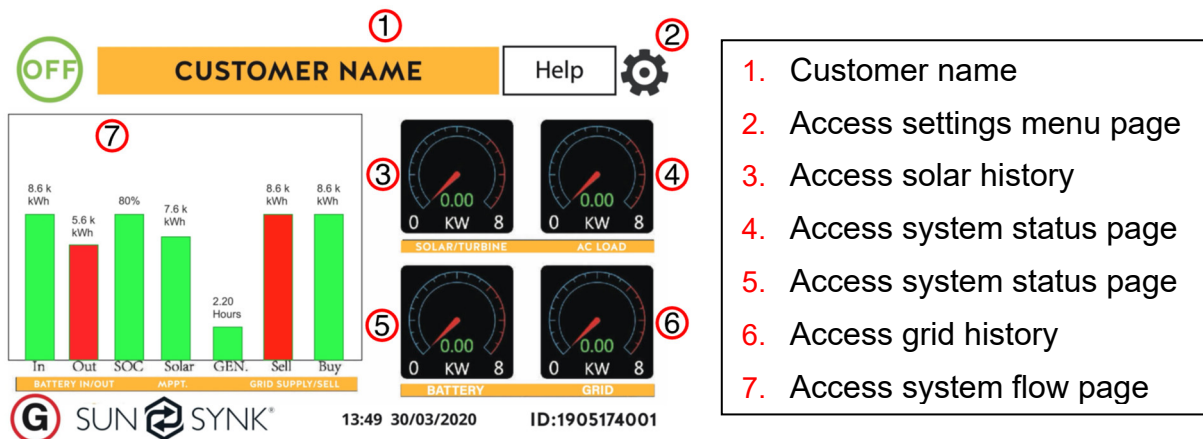 1
2
OFF
CUSTOMER NAME
Help
7
8.6 k
kWh
5.6 k
kWh
80%
7.6 k
kWh
2.20
Hours
8.6 k
kWh
8.6 k
kWh
In Out SOC Solar GEN. Sell Buy
BATTERY IN/OUT MPPT. GRID SUPPLY/SELL
3
0.00
0 KW 8
SOLAR/TURBINE
4
0.00
0 KW 8
AC LOAD
5
0.00
0 KW 8
BATTERY
6
0.00
0 KW 8
GRID
G SUN SYNK®
13:49 30/03/2020
ID:1905174001
1. Customer name
2. Access settings menu page
3. Access solar history
4. Access system status page
5. Access system status page
6. Access grid history
7. Access system flow page